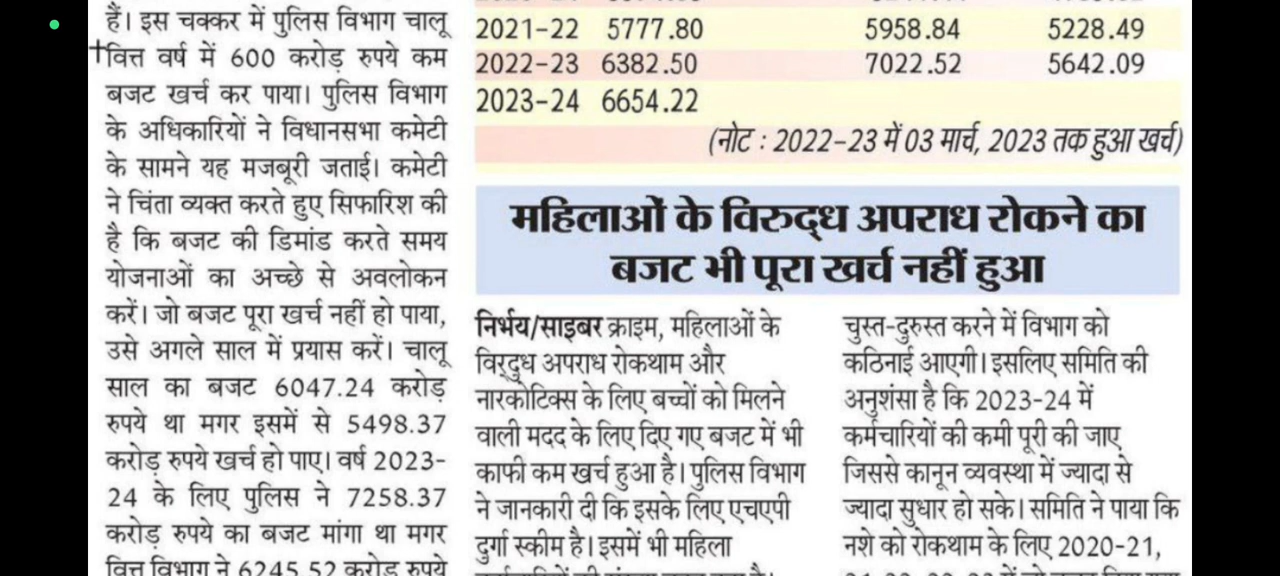 हैं। इस चक्कर में पुलिस विभाग चालू
वित्त वर्ष में 600 करोड़ रुपये कम
बजट खर्च कर पाया। पुलिस विभाग
के अधिकारियों ने विधानसभा कमेटी
के सामने यह मजबूरी जताई। कमेटी
ने चिंता व्यक्त करते हुए सिफारिश की
है कि बजट की डिमांड करते समय
योजनाओं का अच्छे से अवलोकन
करें। जो बजट पूरा खर्च नहीं हो पाया,
उसे अगले साल में प्रयास करें। चालू
साल का बजट 6047.24 करोड़
रुपये था मगर इसमें से 5498.37
करोड़ रुपये खर्च हो पाए। वर्ष 2023-
24 के लिए पुलिस ने 7258.37
करोड़ रुपये का बजट मांगा था मगर
वित्त विभाग ने 6245.52 करोड़ रुपये
2021-22 5777.80 5958.84 5228.49
2022-23 6382.50 7022.52 5642.09
2023-24 6654.22
(नोट : 2022-23 में 03 मार्च, 2023 तक हुआ खर्च)
महिलाओं के विरुद्ध अपराध रोकने का
बजट भी पूरा खर्च नहीं हुआ
निर्भय/साइबर क्राइम, महिलाओं के
विरुद्ध अपराध रोकथाम और
नारकोटिक्स के लिए बच्चों को मिलने
वाली मदद के लिए दिए गए बजट में भी
काफी कम खर्च हुआ है। पुलिस विभाग
ने जानकारी दी कि इसके लिए एचएपी
दुर्गा स्कीम है। इसमें भी महिला
चुस्त-दुरुस्त करने में विभाग को
कठिनाई आएगी। इसलिए समिति की
अनुशंसा है कि 2023-24 में
कर्मचारियों की कमी पूरी की जाए
जिससे कानून व्यवस्था में ज्यादा से
ज्यादा सुधार हो सके। समिति ने पाया कि
नशे को रोकथाम के लिए 2020-21,